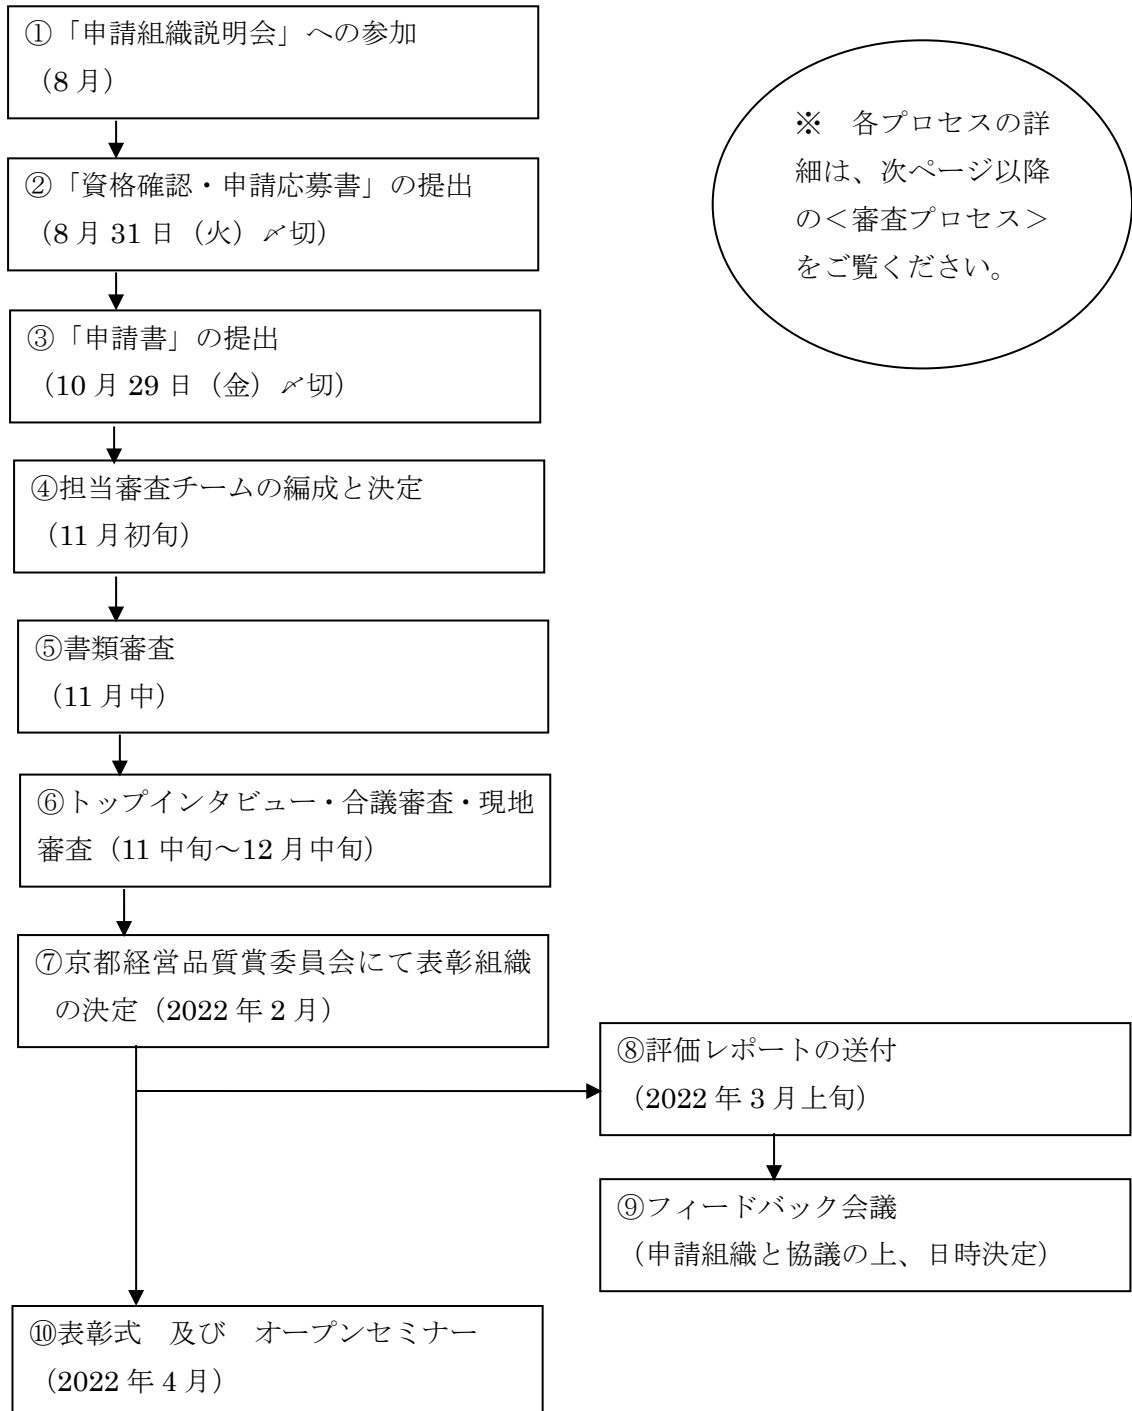 ①「申請組織説明会」への参加
（8 月）
※　各プロセスの詳
細は、次ページ以降
の＜審査プロセス＞
をご覧ください。
②「資格確認・申請応募書」の提出
（8 月 31 日（火）〆切）
③「申請書」の提出
（10 月 29 日（金）〆切）
④担当審査チームの編成と決定
（11 月初旬）
⑤書類審査
（11 月中）
⑥トップインタビュー・合議審査・現地
審査（11 中旬～12 月中旬）
⑦京都経営品質賞委員会にて表彰組織
の決定（2022 年 2 月）
⑧評価レポートの送付
（2022 年 3 月上旬）
⑨フィードバック会議
（申請組織と協議の上、日時決定）
⑩表彰式　及び　オープンセミナー
（2022 年 4 月）